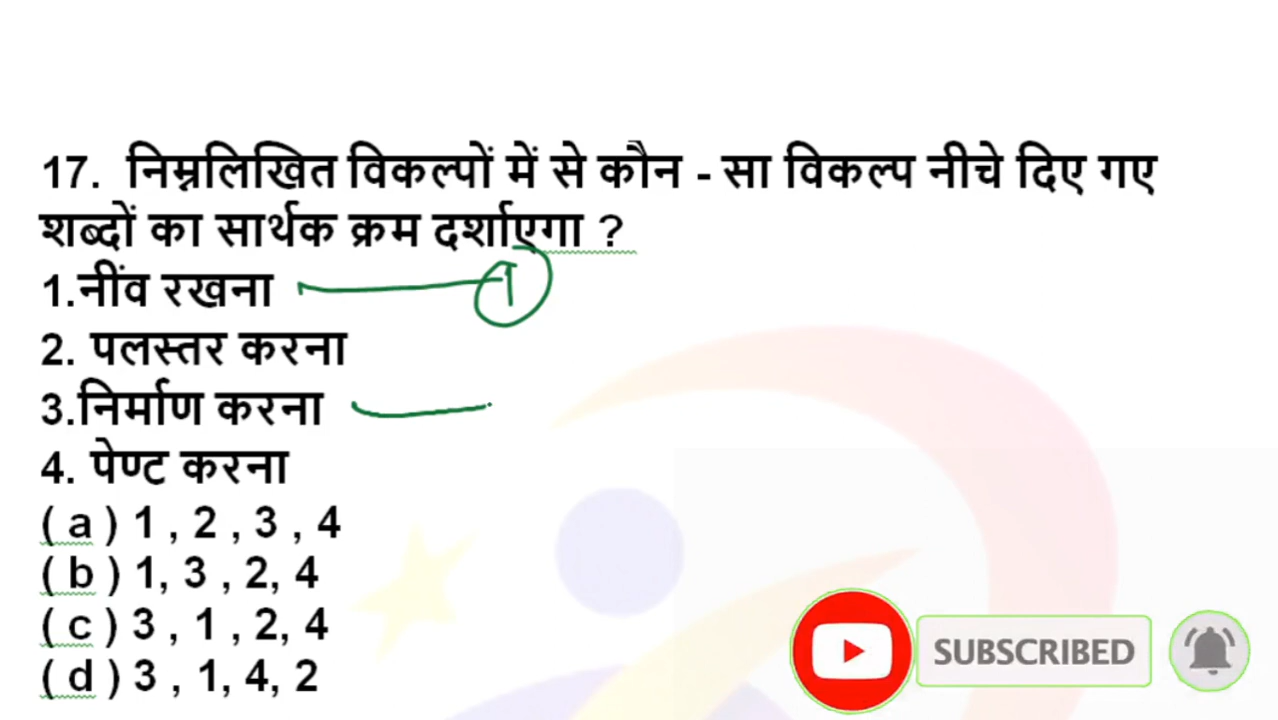 17. निम्नलिखित विकल्पों में से कौन - सा विकल्प नीचे दिए गए
शब्दों का सार्थक क्रम दर्शाएगा ?
1.नींव रखना
1
2. पलस्तर करना
3.निर्माण करना
4. पेण्ट करना
( a ) 1 , 2 , 3 , 4
( b ) 1, 3 , 2, 4
( c ) 3 , 1 , 2, 4
( d ) 3 , 1, 4, 2
SUBSCRIBED